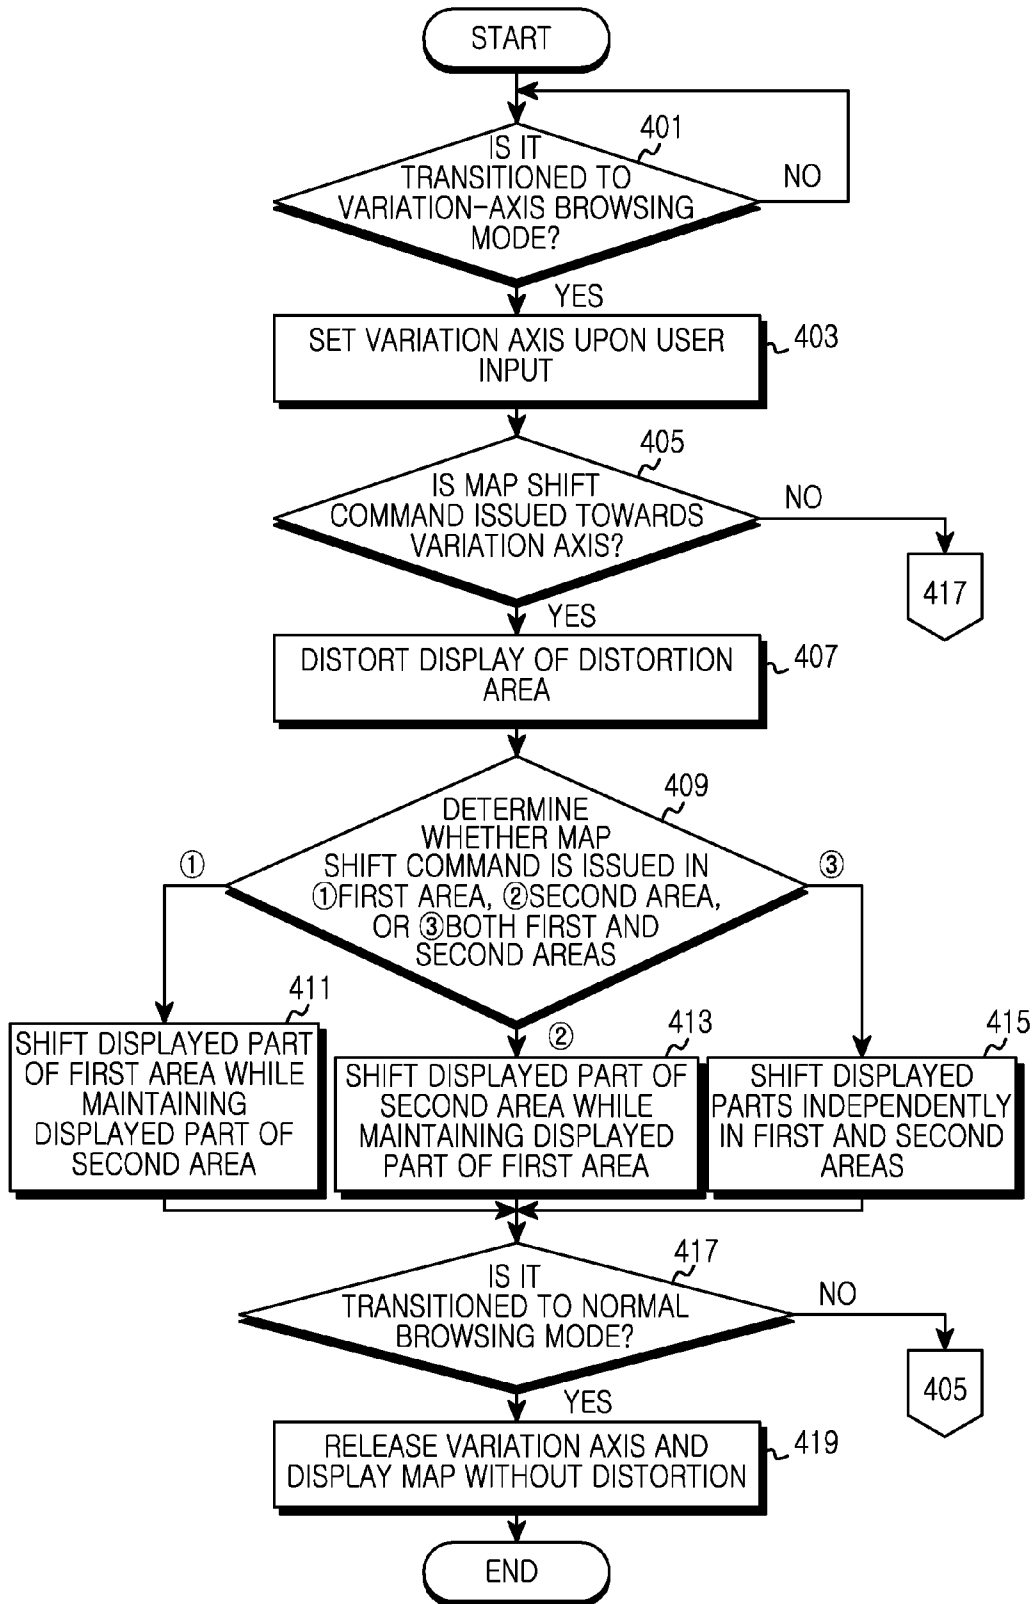 START
401
IS IT
TRANSITIONED TO
VARIATION-AXIS BROWSING
MODE?
NO
YES
SET VARIATION AXIS UPON USER
INPUT
403
405
IS MAP SHIFT
COMMAND ISSUED TOWARDS
VARIATION AXIS?
NO
417
YES
DISTORT DISPLAY OF DISTORTION
AREA
407
409
DETERMINE
WHETHER MAP
SHIFT COMMAND IS ISSUED IN
①FIRST AREA, ②SECOND AREA,
OR ③BOTH FIRST AND
SECOND AREAS
①
③
②
411
SHIFT DISPLAYED PART
OF FIRST AREA WHILE
MAINTAINING
DISPLAYED PART OF
SECOND AREA
413
SHIFT DISPLAYED PART OF
SECOND AREA WHILE
MAINTAINING DISPLAYED
PART OF FIRST AREA
415
SHIFT DISPLAYED
PARTS INDEPENDENTLY
IN FIRST AND SECOND
AREAS
417
IS IT
TRANSITIONED TO NORMAL
BROWSING MODE?
NO
405
YES
RELEASE VARIATION AXIS AND
DISPLAY MAP WITHOUT DISTORTION
419
END